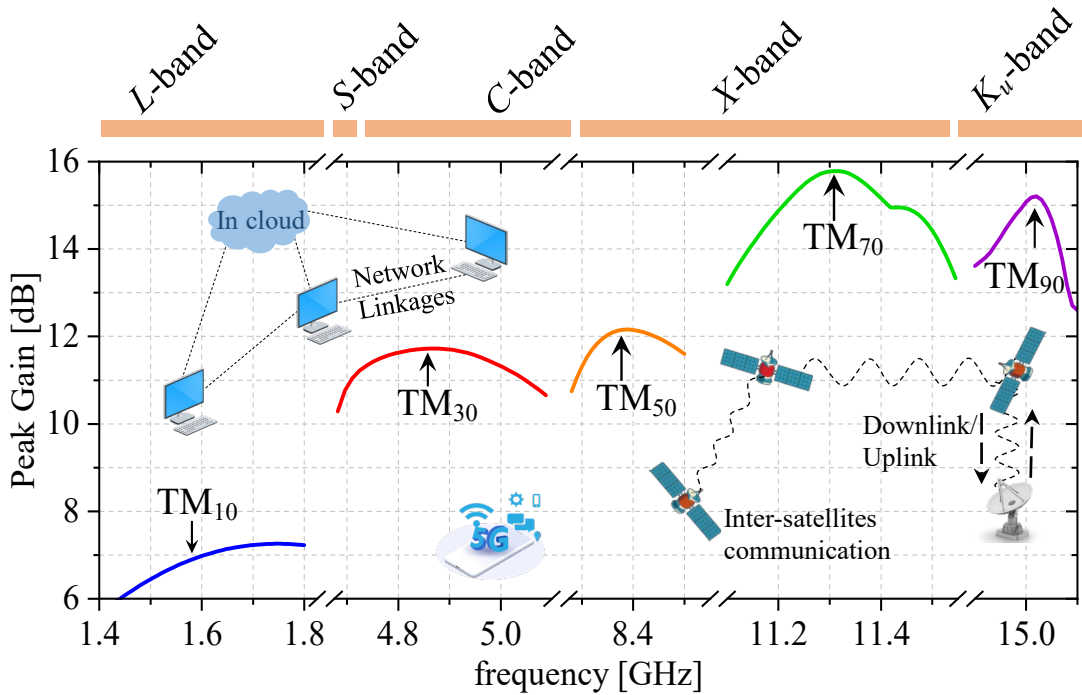 L-band
S-band
C-band
X-band
Ku-band
16
14
12
10
8
6
Peak Gain [dB]
In cloud
Network
Linkages
TM10
TM30
TM50
TM70
TM90
5G
Downlink/
Uplink
Inter-satellites
communication
1.4 1.6 1.8 4.8 5.0 8.4 11.2 11.4 15.0
frequency [GHz]